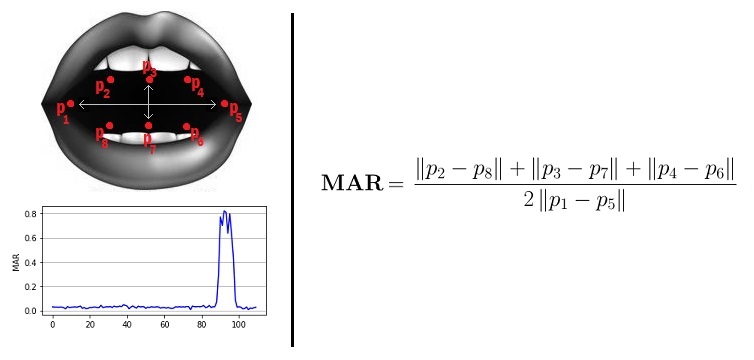 p3
p2
p4
p1
p5
p8
p7
p6
0.8
0.6
0.4
0.2
0.0
MAR
0 20 40 60 80 100
MAR = (‖p2 − p8‖ + ‖p3 − p7‖ + ‖p4 − p6‖) / (2 ‖p1 − p5‖)